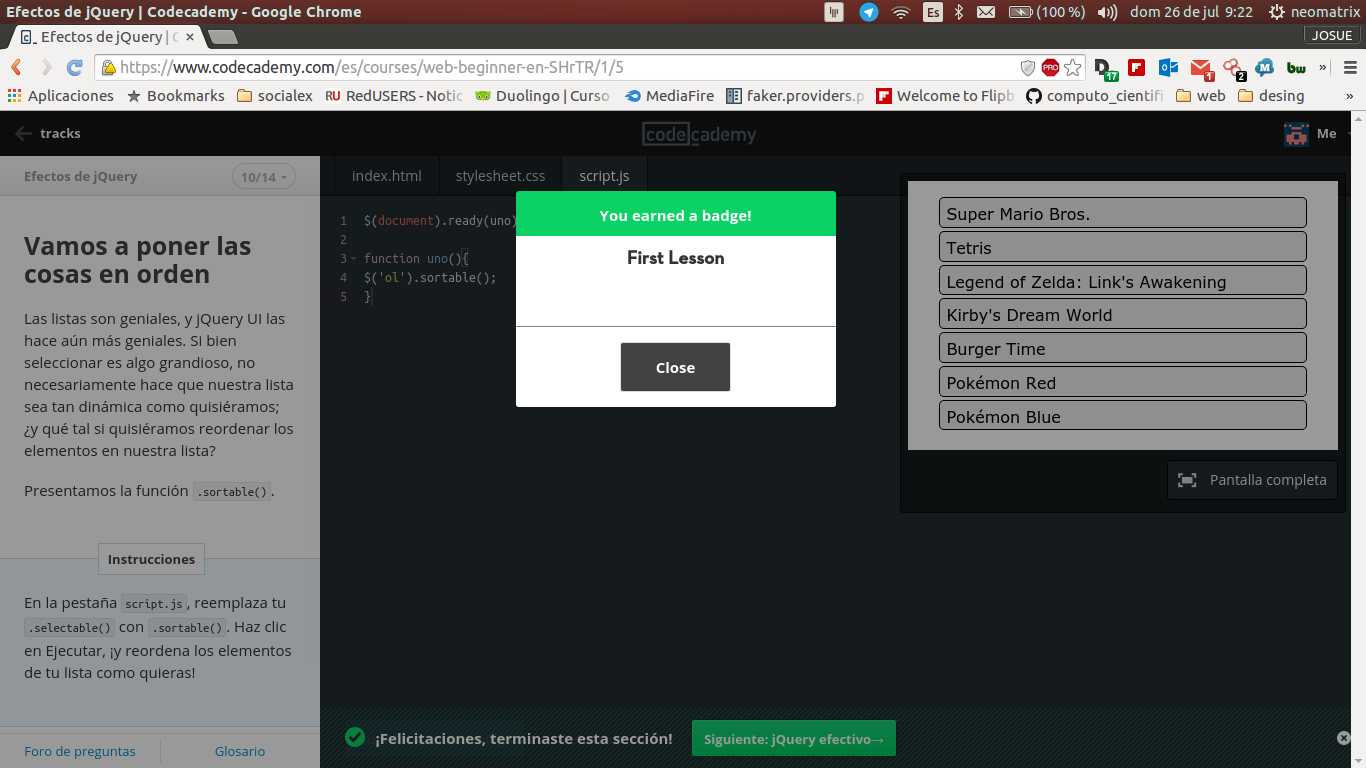 Efectos de jQuery | Codecademy - Google Chrome
Es
(100 %)
dom 26 de jul 9:22
neomatrix
Efectos de jQuery | C
JOSUE
https://www.codecademy.com/es/courses/web-beginner-en-SHrTR/1/5
PRO
17
1
2
bw
»
Aplicaciones
Bookmarks
socialex
RU RedUSERS - Notic
Duolingo | Curso
MediaFire
faker.providers.p
Welcome to Flipb
computo_cientifi
web
desing
»
tracks
codecademy
Me
Efectos de jQuery
10/14
index.html
stylesheet.css
script.js
Vamos a poner las
cosas en orden
Las listas son geniales, y jQuery UI las
hace aún más geniales. Si bien
seleccionar es algo grandioso, no
necesariamente hace que nuestra lista
sea tan dinámica como quisiéramos;
¿y qué tal si quisiéramos reordenar los
elementos en nuestra lista?
Presentamos la función .sortable().
Instrucciones
En la pestaña script.js, reemplaza tu
.selectable() con .sortable(). Haz clic
en Ejecutar, ¡y reordena los elementos
de tu lista como quieras!
Foro de preguntas
Glosario
1 $(document).ready(uno)
2
3 function uno(){
4 $('ol').sortable();
5 }
You earned a badge!
First Lesson
Close
Super Mario Bros.
Tetris
Legend of Zelda: Link's Awakening
Kirby's Dream World
Burger Time
Pokémon Red
Pokémon Blue
Pantalla completa
¡Felicitaciones, terminaste esta sección!
Siguiente: jQuery efectivo→